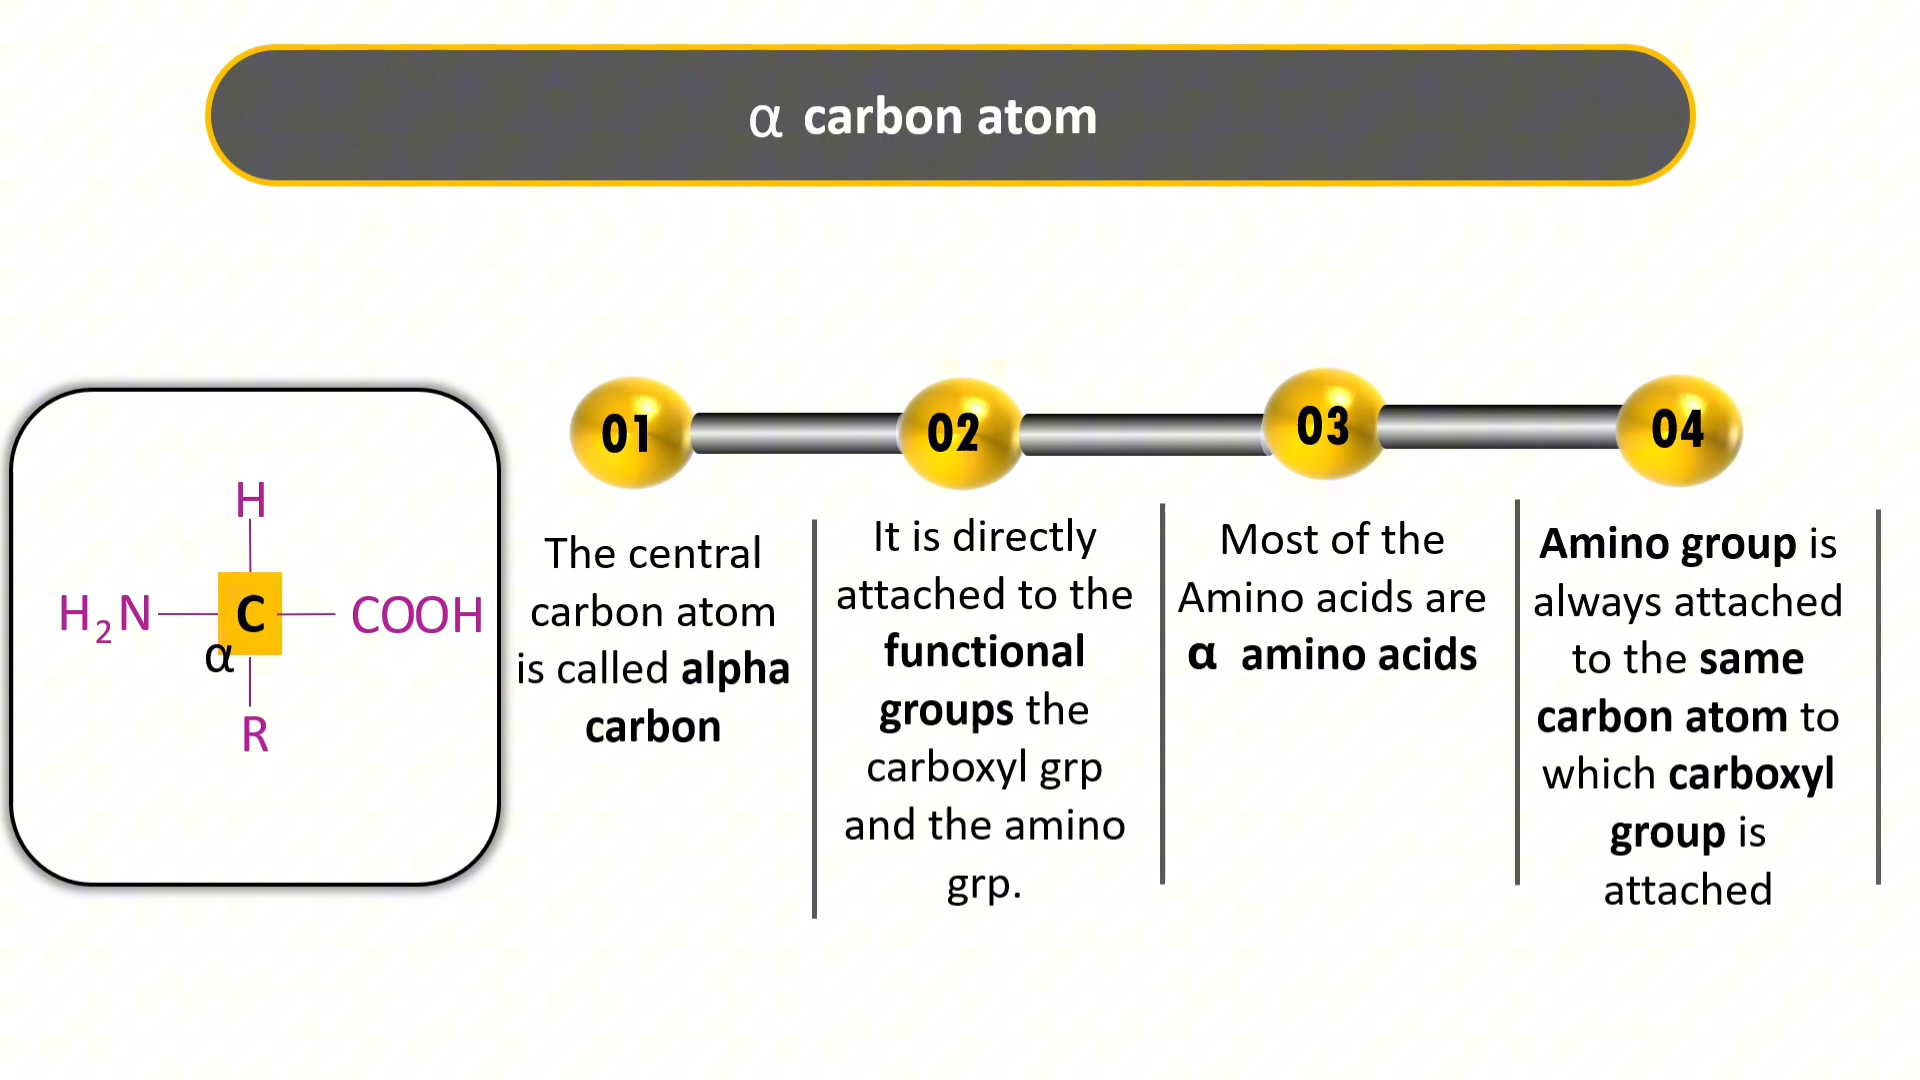 α carbon atom
H
H₂N C COOH
α
R
01
The central
carbon atom
is called alpha
carbon
02
It is directly
attached to the
functional
groups the
carboxyl grp
and the amino
grp.
03
Most of the
Amino acids are
α amino acids
04
Amino group is
always attached
to the same
carbon atom to
which carboxyl
group is
attached